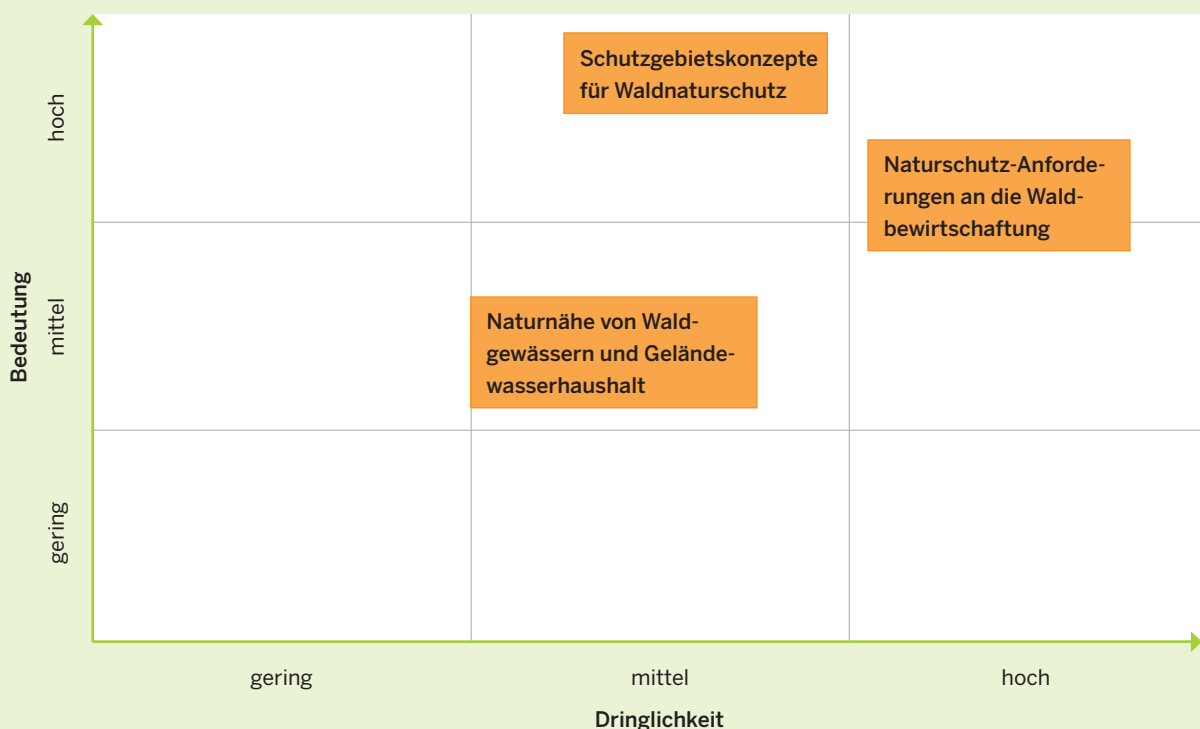 hoch
Schutzgebietskonzepte
für Waldnaturschutz
Naturschutz-Anforde-
rungen an die Wald-
bewirtschaftung
Bedeutung
mittel
Naturnähe von Wald-
gewässern und Gelände-
wasserhaushalt
gering
gering
mittel
hoch
Dringlichkeit